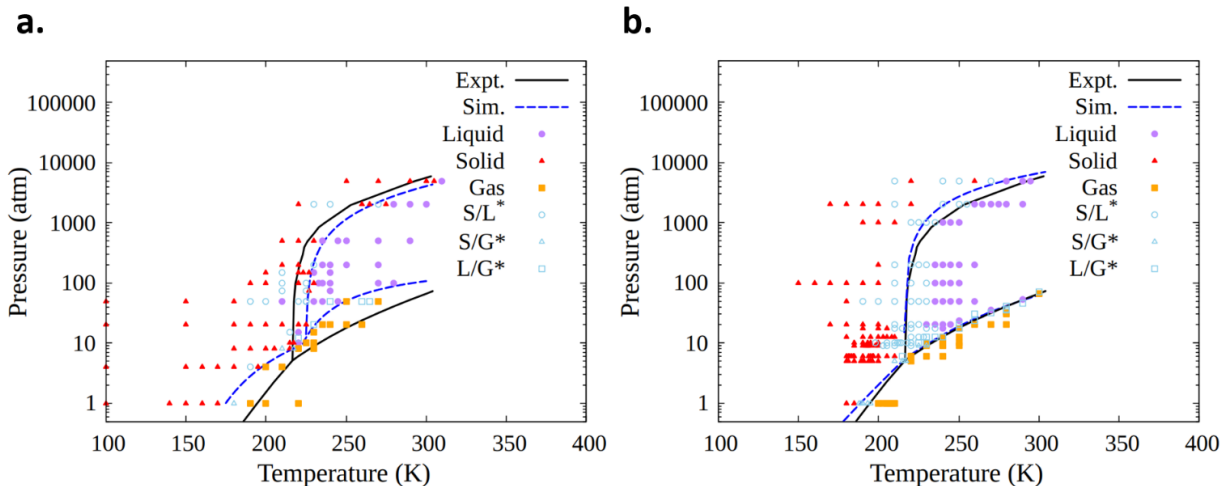 a.
Pressure (atm)
100000
10000
1000
100
10
1
Expt.
Sim.
Liquid
Solid
Gas
S/L*
S/G*
L/G*
100 150 200 250 300 350 400
Temperature (K)
b.
Pressure (atm)
100000
10000
1000
100
10
1
Expt.
Sim.
Liquid
Solid
Gas
S/L*
S/G*
L/G*
100 150 200 250 300 350 400
Temperature (K)